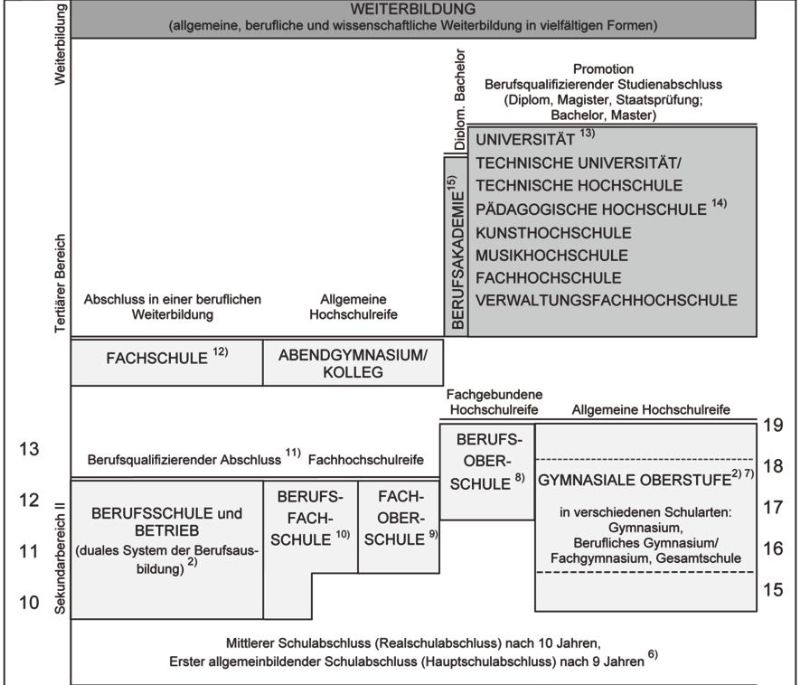 Weiterbildung
WEITERBILDUNG
(allgemeine, berufliche und wissenschaftliche Weiterbildung in vielfältigen Formen)
Tertiärer Bereich
Diplom. Bachelor
Promotion
Berufsqualifizierender Studienabschluss
(Diplom, Magister, Staatsprüfung;
Bachelor, Master)
BERUFSAKADEMIE 15)
UNIVERSITÄT 13)
TECHNISCHE UNIVERSITÄT/
TECHNISCHE HOCHSCHULE
PÄDAGOGISCHE HOCHSCHULE 14)
KUNSTHOCHSCHULE
MUSIKHOCHSCHULE
FACHHOCHSCHULE
VERWALTUNGSFACHHOCHSCHULE
Abschluss in einer beruflichen
Weiterbildung
Allgemeine
Hochschulreife
FACHSCHULE 12)
ABENDGYMNASIUM/
KOLLEG
Fachgebundene
Hochschulreife
Allgemeine Hochschulreife
Sekundarbereich II
13
12
11
10
Berufsqualifizierender Abschluss 11)
Fachhochschulreife
BERUFSSCHULE und
BETRIEB
(duales System der Berufsaus-
bildung) 2)
BERUFS-
FACH-
SCHULE 10)
FACH-
OBER-
SCHULE 9)
BERUFS-
OBER-
SCHULE 8)
GYMNASIALE OBERSTUFE 2) 7)
in verschiedenen Schularten:
Gymnasium,
Berufliches Gymnasium/
Fachgymnasium, Gesamtschule
19
18
17
16
15
Mittlerer Schulabschluss (Realschulabschluss) nach 10 Jahren,
Erster allgemeinbildender Schulabschluss (Hauptschulabschluss) nach 9 Jahren 6)